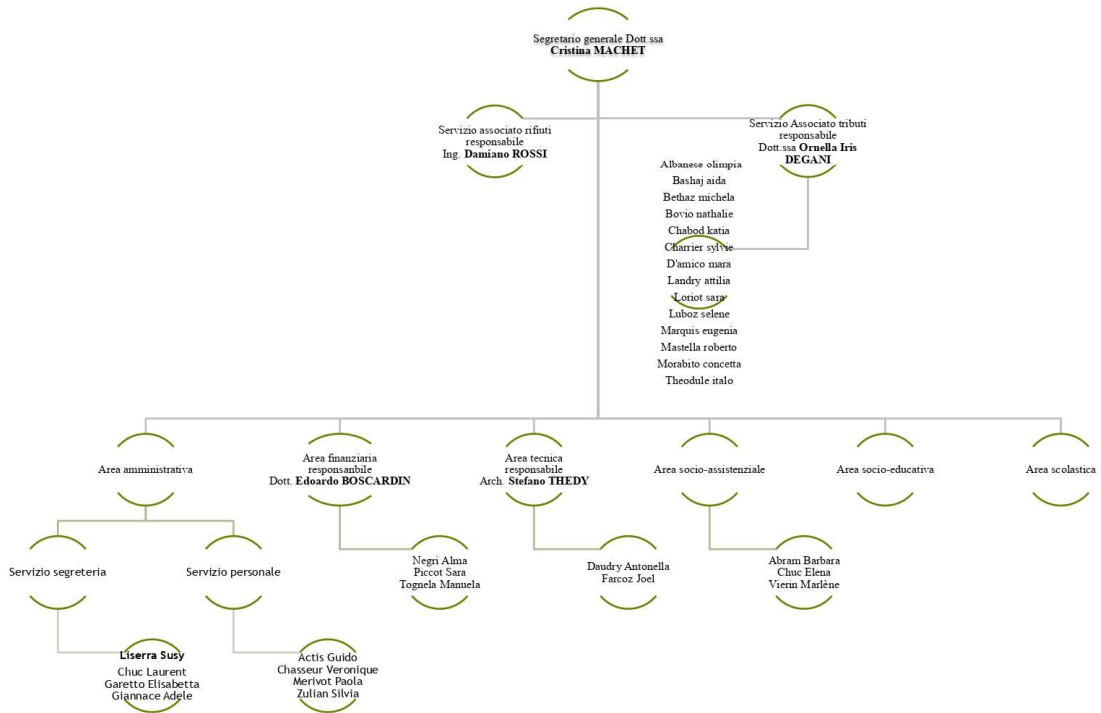 Segretario generale Dott.ssa
Cristina MACHET
Servizio associato rifiuti
responsabile
Ing. Damiano ROSSI
Servizio Associato tributi
responsabile
Dott.ssa Ornella Iris
DEGANI
Albanese olimpia
Bashaj aida
Bethaz michela
Bovio nathalie
Chabod katia
Charrier sylvie
D'amico mara
Landry attilia
Loriot sara
Luboz selene
Marquis eugenia
Mastella roberto
Morabito concetta
Theodule italo
Area amministrativa
Area finanziaria
responsanbile
Dott. Edoardo BOSCARDIN
Area tecnica
responsabile
Arch. Stefano THEDY
Area socio-assistenziale
Area socio-educativa
Area scolastica
Servizio segreteria
Servizio personale
Negri Alma
Piccot Sara
Tognela Manuela
Daudry Antonella
Farcoz Joel
Abram Barbara
Chuc Elena
Vierin Marlène
Liserra Susy
Chuc Laurent
Garetto Elisabetta
Giannace Adele
Actis Guido
Chasseur Veronique
Merivot Paola
Zulian Silvia